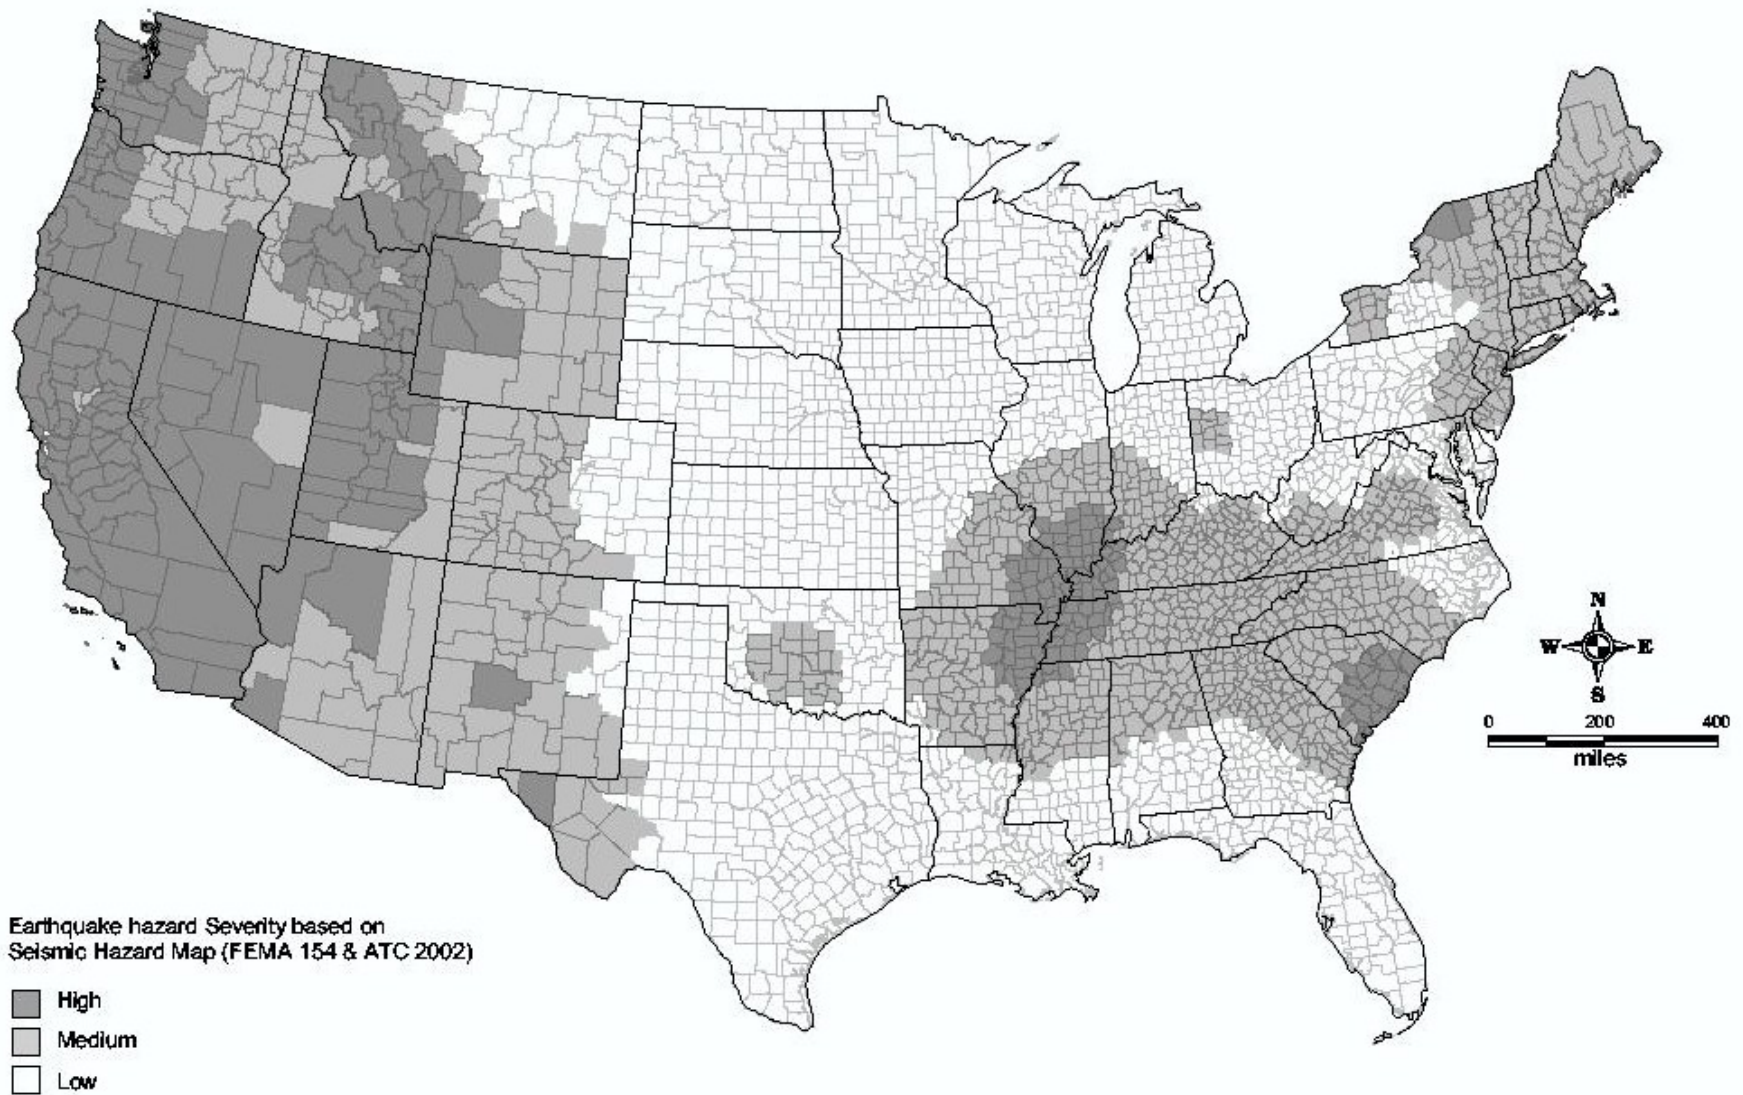 N
W E
S
0 200 400
miles
Earthquake hazard Severity based on
Seismic Hazard Map (FEMA 154 & ATC 2002)
High
Medium
Low